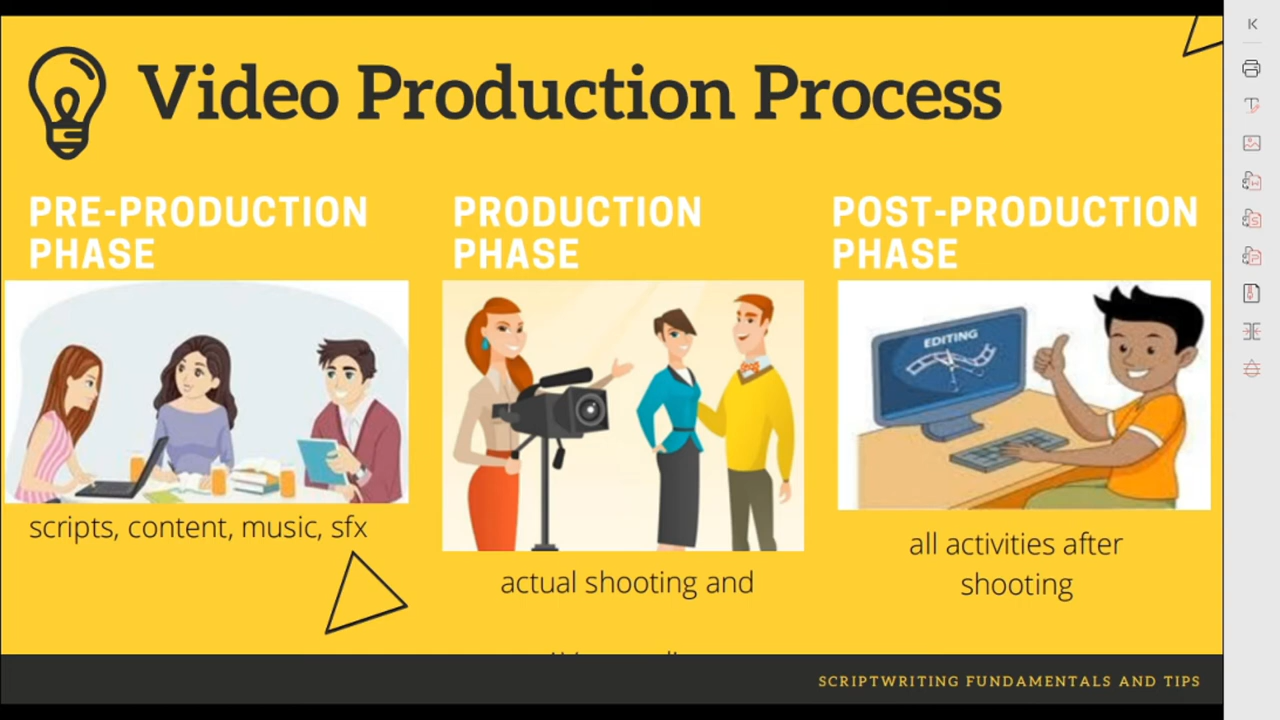 Video Production Process
PRE-PRODUCTION
PHASE
scripts, content, music, sfx
PRODUCTION
PHASE
actual shooting and
POST-PRODUCTION
PHASE
EDITING
all activities after
shooting
SCRIPTWRITING FUNDAMENTALS AND TIPS